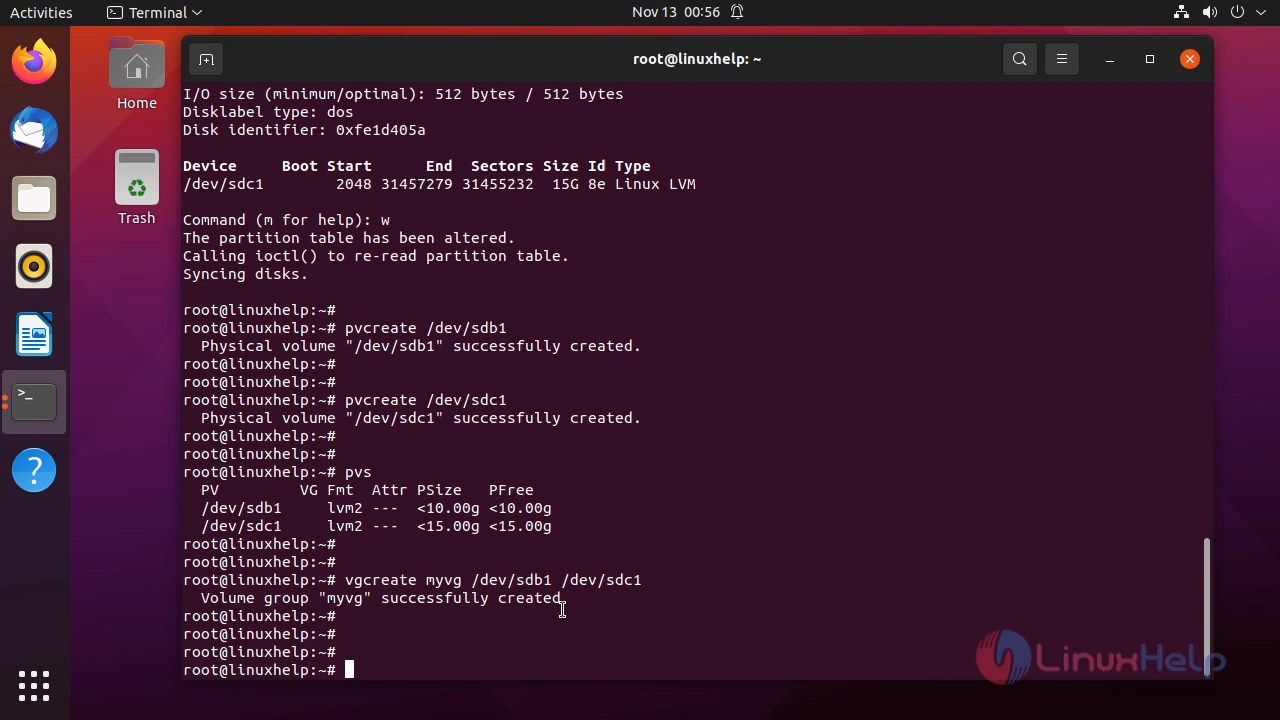 Activities
Terminal
Nov 13 00:56
root@linuxhelp: ~
Home
Trash
I/O size (minimum/optimal): 512 bytes / 512 bytes
Disklabel type: dos
Disk identifier: 0xfe1d405a
Device     Boot Start      End  Sectors Size Id Type
/dev/sdc1        2048 31457279 31455232  15G 8e Linux LVM
Command (m for help): w
The partition table has been altered.
Calling ioctl() to re-read partition table.
Syncing disks.
root@linuxhelp:~#
root@linuxhelp:~# pvcreate /dev/sdb1
  Physical volume "/dev/sdb1" successfully created.
root@linuxhelp:~#
root@linuxhelp:~#
root@linuxhelp:~# pvcreate /dev/sdc1
  Physical volume "/dev/sdc1" successfully created.
root@linuxhelp:~#
root@linuxhelp:~#
root@linuxhelp:~# pvs
  PV         VG Fmt  Attr PSize   PFree
  /dev/sdb1     lvm2 ---  <10.00g <10.00g
  /dev/sdc1     lvm2 ---  <15.00g <15.00g
root@linuxhelp:~#
root@linuxhelp:~#
root@linuxhelp:~# vgcreate myvg /dev/sdb1 /dev/sdc1
  Volume group "myvg" successfully created
root@linuxhelp:~#
root@linuxhelp:~#
root@linuxhelp:~#
root@linuxhelp:~#
LinuxHelp